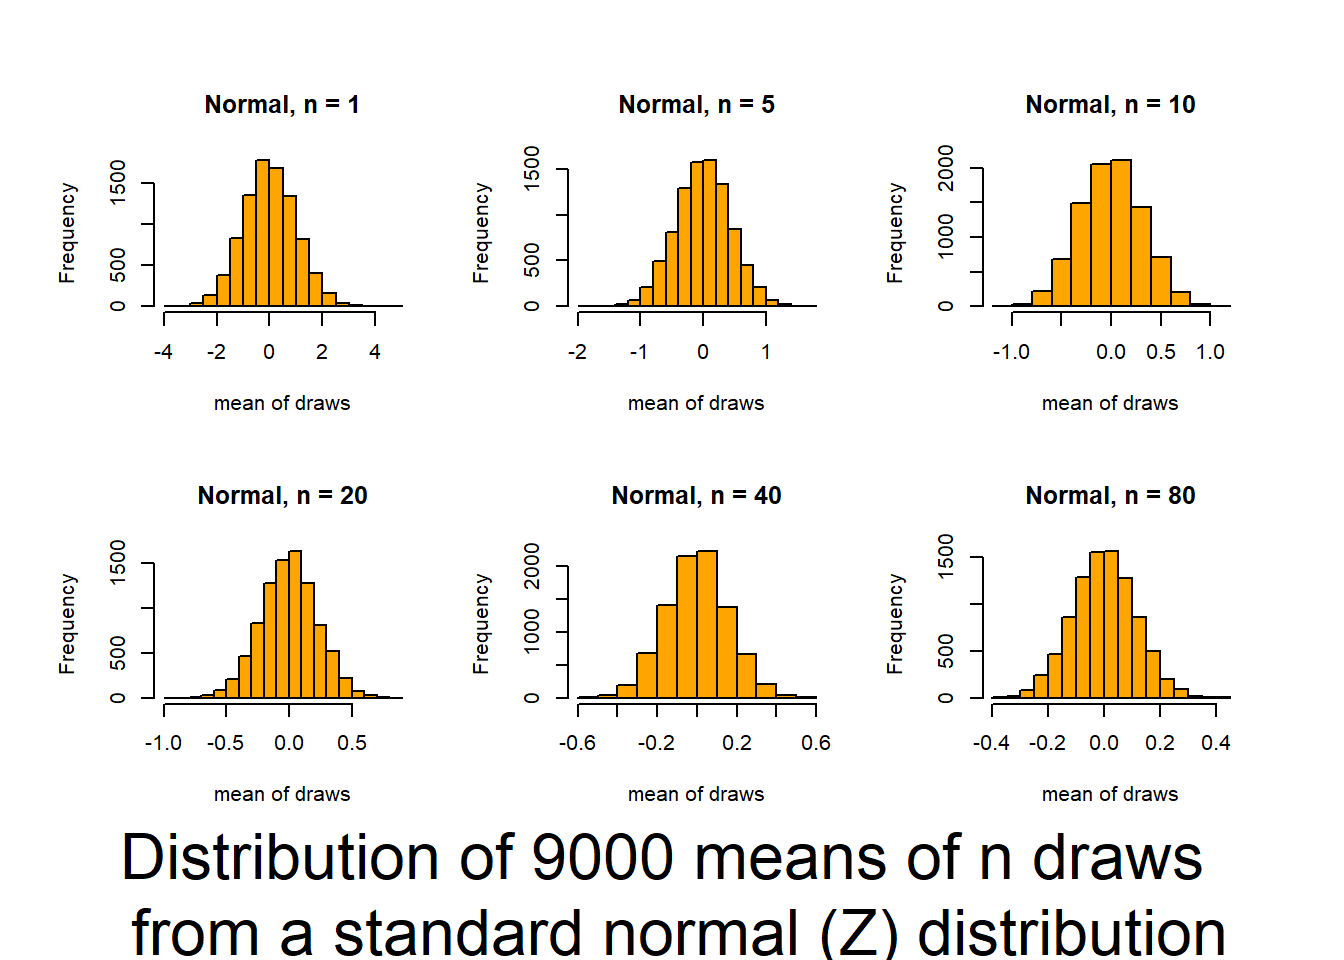 Normal, n = 1
Frequency
0
500
1500
-4 -2 0 2 4
mean of draws
Normal, n = 5
Frequency
0
500
1500
-2 -1 0 1
mean of draws
Normal, n = 10
Frequency
0
1000
2000
-1.0 0.0 0.5 1.0
mean of draws
Normal, n = 20
Frequency
0
500
1500
-1.0 -0.5 0.0 0.5
mean of draws
Normal, n = 40
Frequency
0
1000
2000
-0.6 -0.2 0.2 0.6
mean of draws
Normal, n = 80
Frequency
0
500
1500
-0.4 -0.2 0.0 0.2 0.4
mean of draws
Distribution of 9000 means of n draws
from a standard normal (Z) distribution